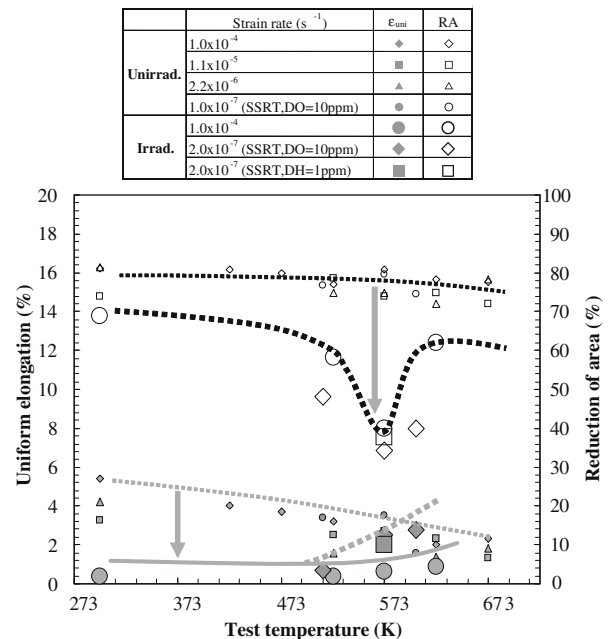 Strain rate (s ⁻¹) εuni RA
Unirrad. 1.0x10⁻⁴
1.1x10⁻⁵
2.2x10⁻⁶
1.0x10⁻⁷ (SSRT,DO=10ppm)
Irrad. 1.0x10⁻⁴
2.0x10⁻⁷ (SSRT,DO=10ppm)
2.0x10⁻⁷ (SSRT,DH=1ppm)
20 100
18 90
16 80
14 70
12 60
10 50
8 40
6 30
4 20
2 10
0 0
Uniform elongation (%)
Reduction of area (%)
273 373 473 573 673
Test temperature (K)